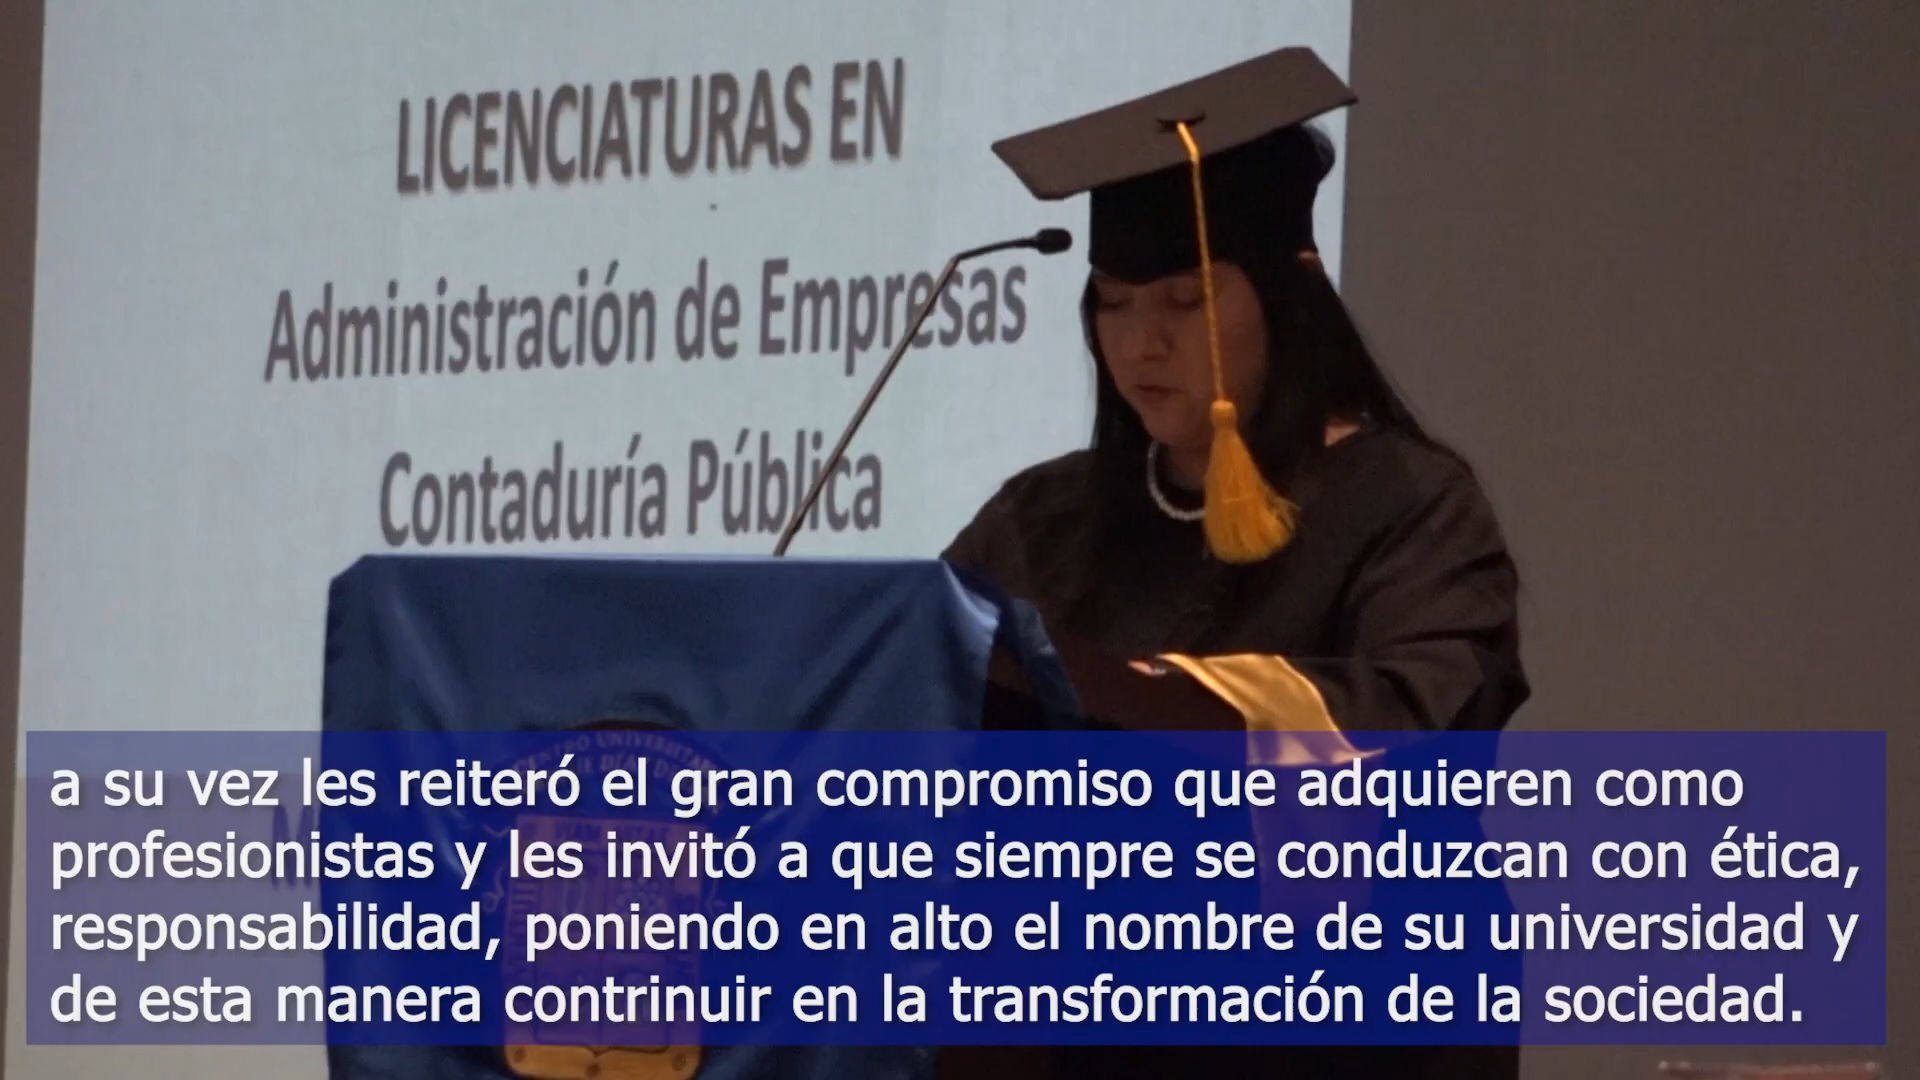 LICENCIATURAS EN
Administración de Empresas
Contaduría Pública
a su vez les reiteró el gran compromiso que adquieren como
profesionistas y les invitó a que siempre se conduzcan con ética,
responsabilidad, poniendo en alto el nombre de su universidad y
de esta manera contrinuir en la transformación de la sociedad.